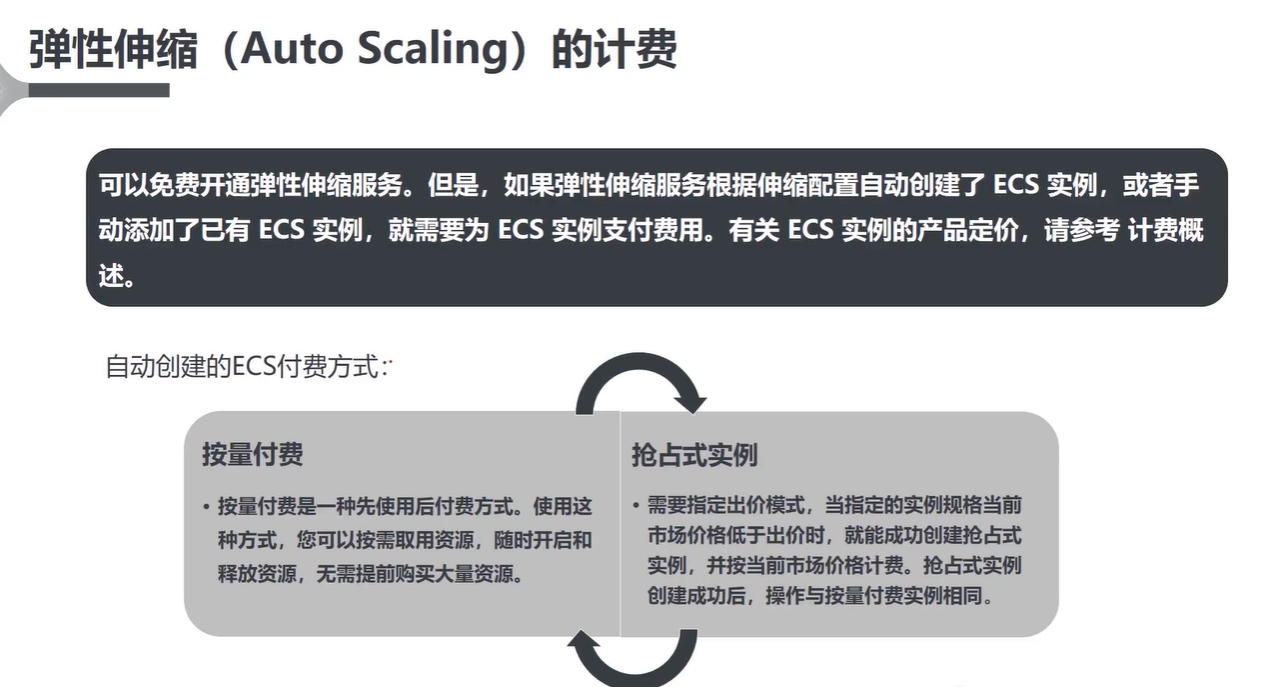 弹性伸缩（Auto Scaling）的计费
可以免费开通弹性伸缩服务。但是，如果弹性伸缩服务根据伸缩配置自动创建了 ECS 实例，或者手
动添加了已有 ECS 实例，就需要为 ECS 实例支付费用。有关 ECS 实例的产品定价，请参考 计费概
述。
自动创建的ECS付费方式：
按量付费
• 按量付费是一种先使用后付费方式。使用这
种方式，您可以按需取用资源，随时开启和
释放资源，无需提前购买大量资源。
抢占式实例
• 需要指定出价模式，当指定的实例规格当前
市场价格低于出价时，就能成功创建抢占式
实例，并按当前市场价格计费。抢占式实例
创建成功后，操作与按量付费实例相同。